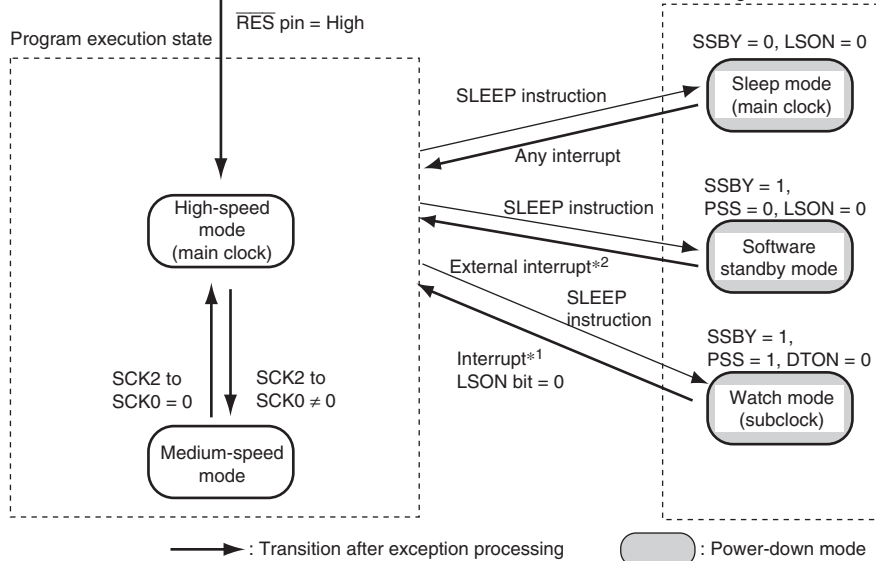 RES pin = High
Program execution state
SSBY = 0, LSON = 0
Sleep mode
(main clock)
SLEEP instruction
Any interrupt
SSBY = 1,
PSS = 0, LSON = 0
High-speed
mode
(main clock)
SLEEP instruction
Software
standby mode
External interrupt*2
SLEEP
instruction
SSBY = 1,
PSS = 1, DTON = 0
Interrupt*1
LSON bit = 0
SCK2 to
SCK0 = 0
SCK2 to
SCK0 ≠ 0
Watch mode
(subclock)
Medium-speed
mode
: Transition after exception processing
: Power-down mode